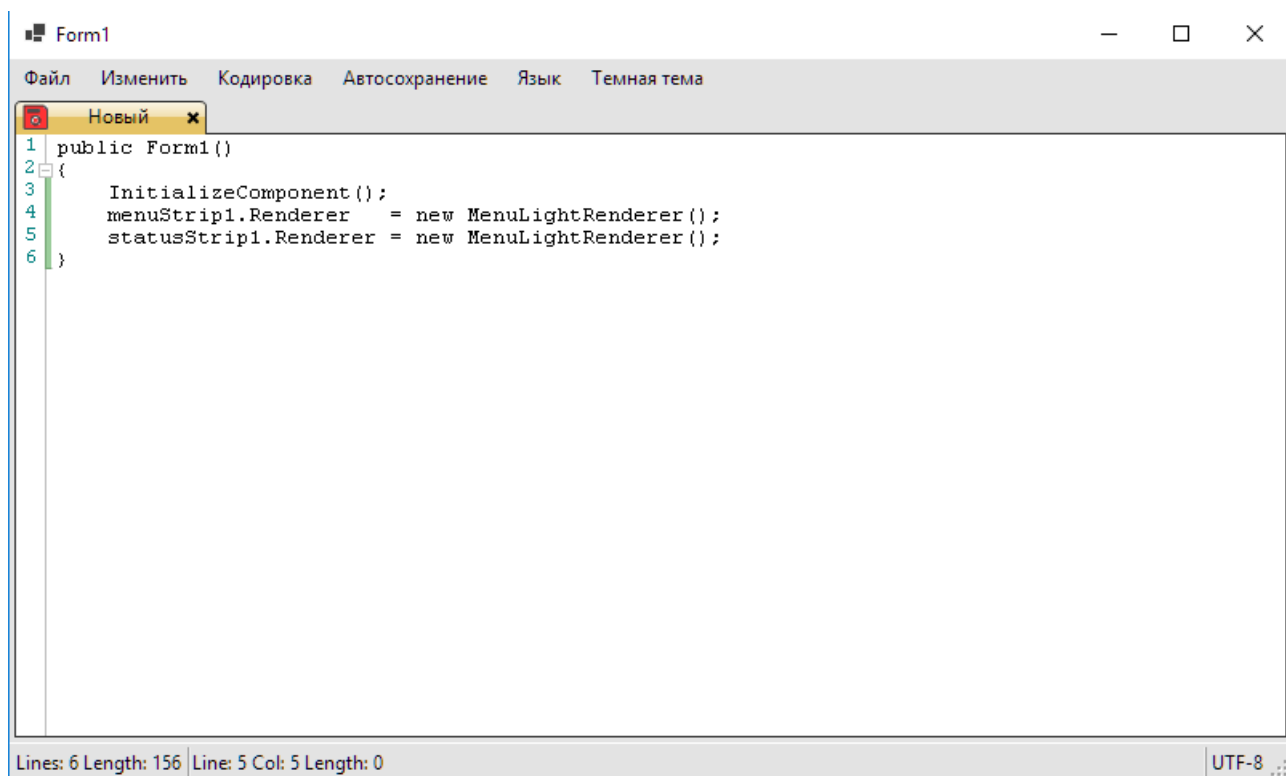 Form1
Файл Изменить Кодировка Автосохранение Язык Темная тема
Новый
1 public Form1()
2 {
3 InitializeComponent();
4 menuStrip1.Renderer   = new MenuLightRenderer();
5 statusStrip1.Renderer = new MenuLightRenderer();
6 }
Lines: 6 Length: 156 Line: 5 Col: 5 Length: 0 UTF-8